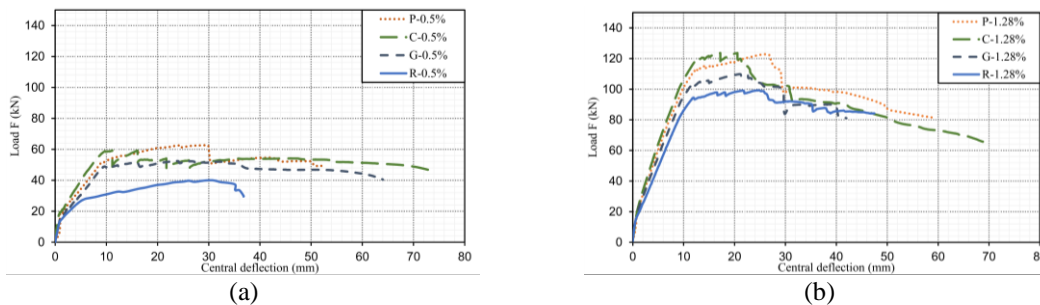 140
120
100
80
60
40
20
0
Load F (kN)
P-0.5%
C-0.5%
G-0.5%
R-0.5%
0 10 20 30 40 50 60 70 80
Central deflection (mm)
(a)
140
120
100
80
60
40
20
0
Load F (kN)
P-1.28%
C-1.28%
G-1.28%
R-1.28%
0 10 20 30 40 50 60 70 80
Central deflection (mm)
(b)